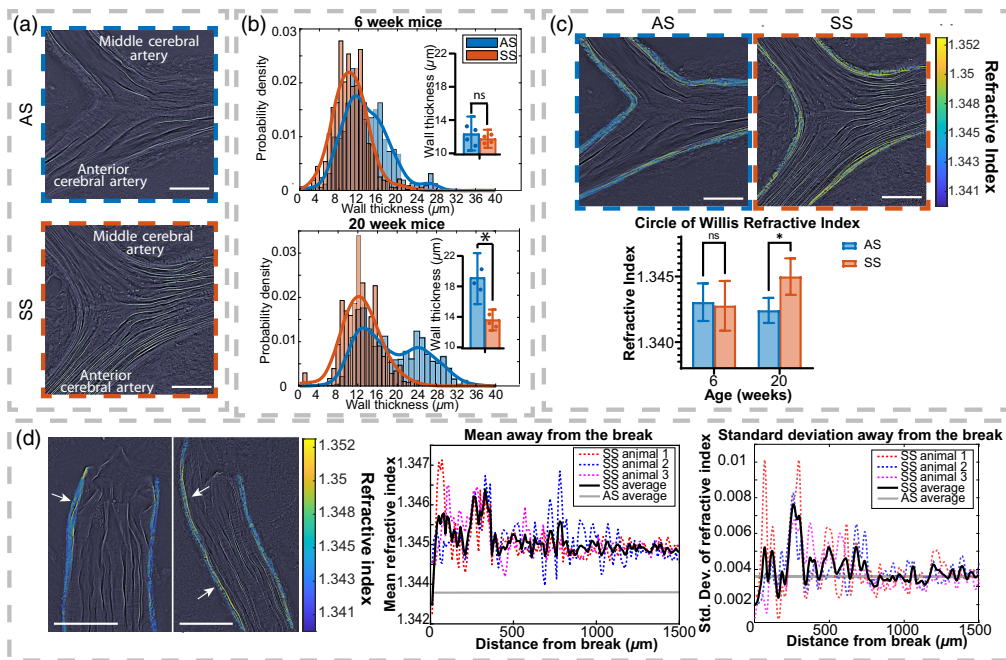 (a)
AS
Middle cerebral
artery
Anterior
cerebral artery
SS
Middle cerebral
artery
Anterior
cerebral artery
(b)
6 week mice
Probability density
0.03
0.02
0.01
0
AS
SS
Wall thickness (µm)
22
18
14
10
ns
0 4 8 12 16 20 24 28 32 36 40
Wall thickness (µm)
20 week mice
Probability density
0.03
0.02
0.01
0
Wall thickness (µm)
22
18
14
10
*
0 4 8 12 16 20 24 28 32 36 40
Wall thickness (µm)
(c)
AS
SS
1.352
1.35
1.348
1.345
1.343
1.341
Refractive Index
Circle of Willis Refractive Index
Refractive Index
1.345
1.340
ns
*
AS
SS
6 20
Age (weeks)
(d)
1.352
1.35
1.348
1.345
1.343
1.341
Refractive index
Mean away from the break
Mean refractive index
1.347
1.3455
1.344
1.342
SS animal 1
SS animal 2
SS animal 3
SS average
AS average
0 500 1000 1500
Distance from break (µm)
Standard deviation away from the break
Std. Dev. of refractive index
0.01
0.008
0.006
0.004
0.002
0
SS animal 1
SS animal 2
SS animal 3
SS average
AS average
0 500 1000 1500
Distance from break (µm)